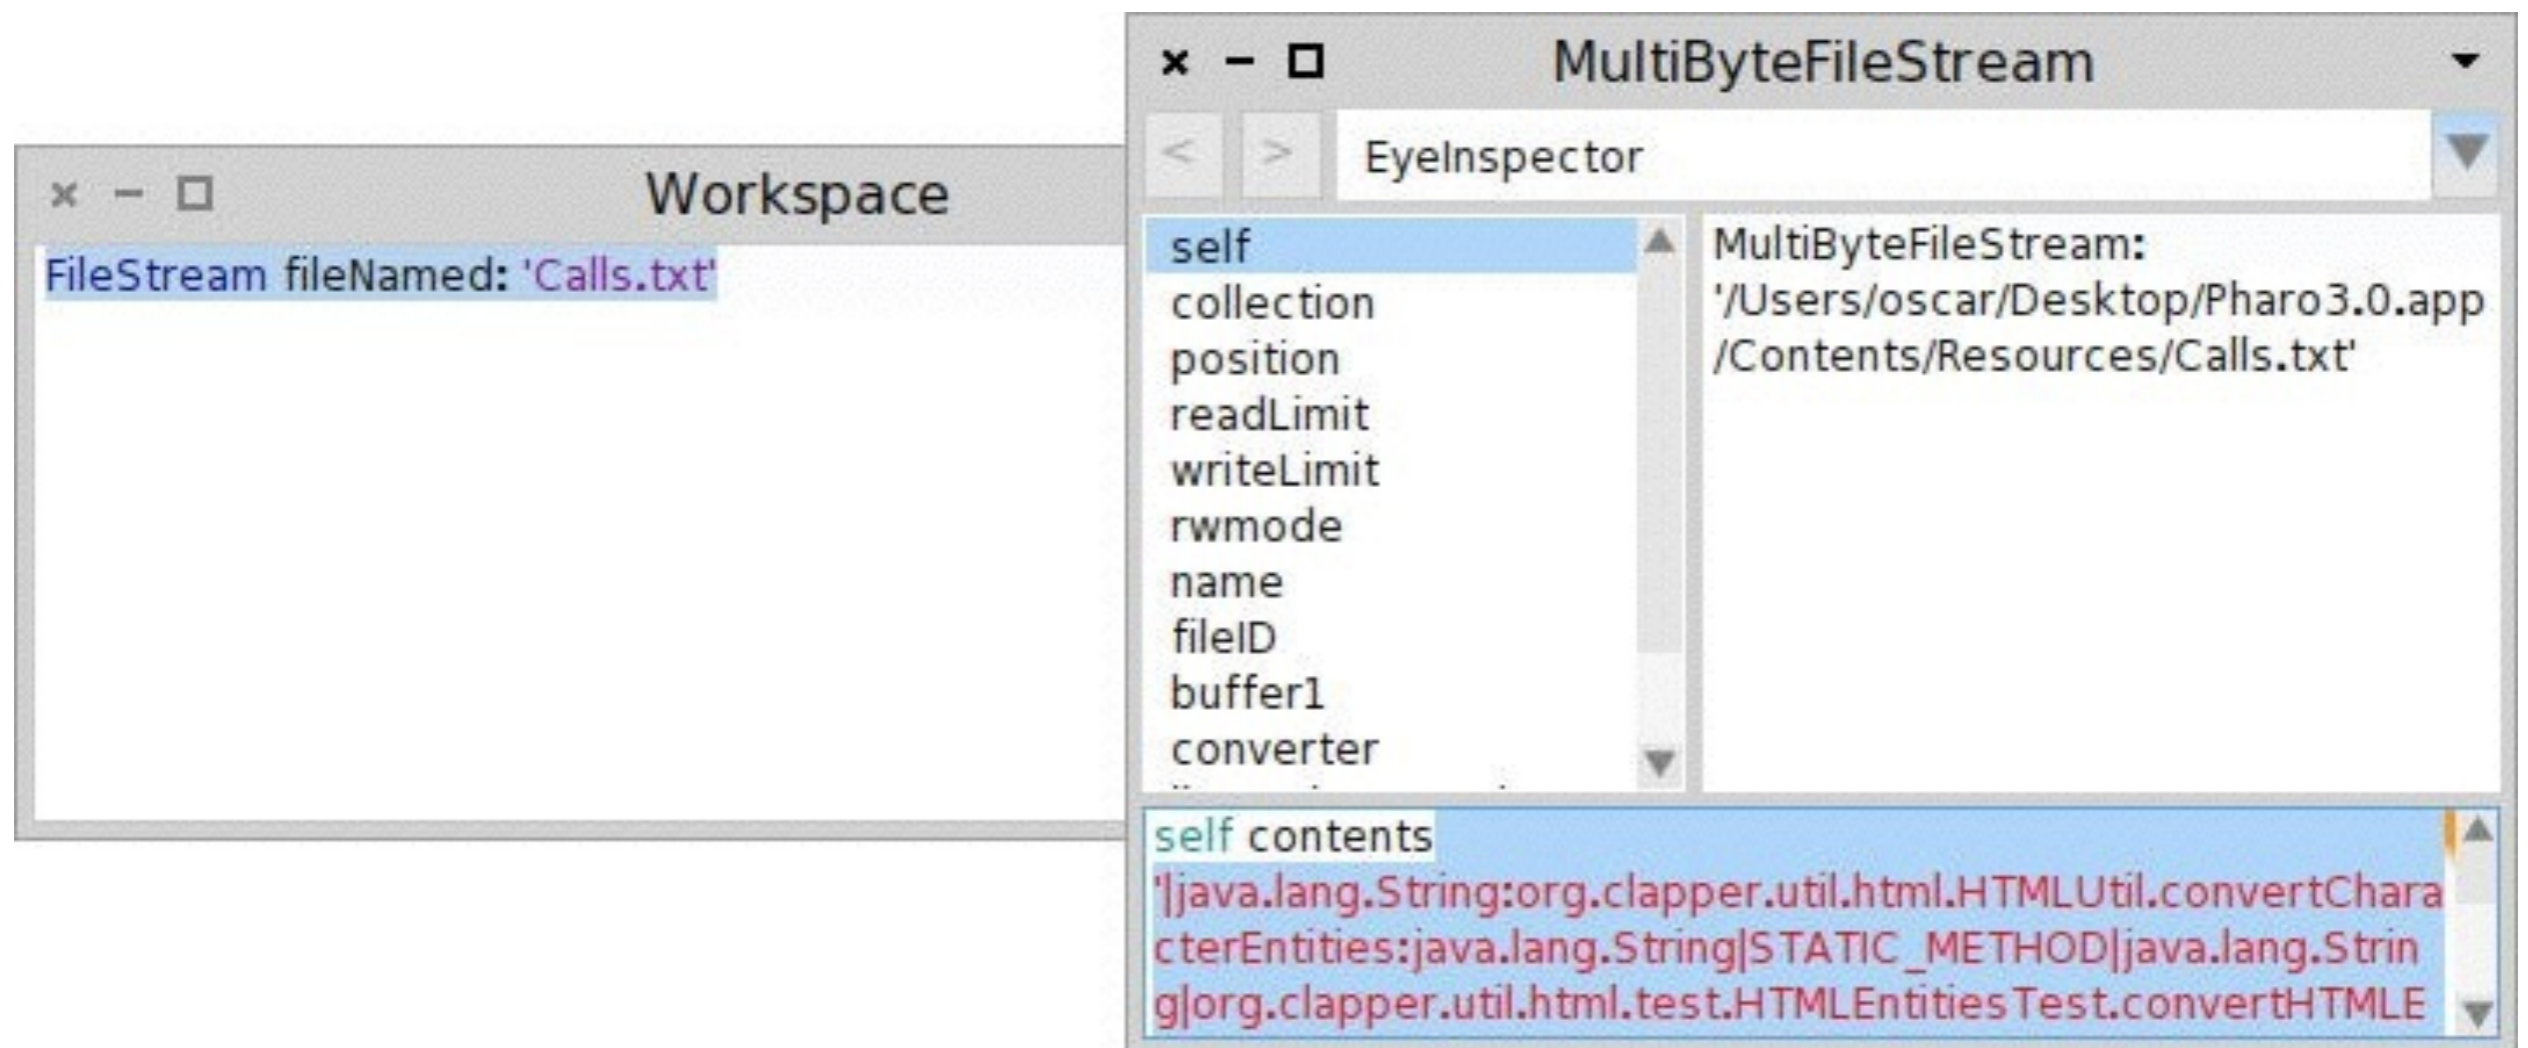 Workspace
FileStream fileNamed: 'Calls.txt'
MultiByteFileStream
< >
EyeInspector
self
collection
position
readLimit
writeLimit
rwmode
name
fileID
buffer1
converter
MultiByteFileStream:
'/Users/oscar/Desktop/Pharo3.0.app
/Contents/Resources/Calls.txt'
self contents
'|java.lang.String:org.clapper.util.html.HTMLUtil.convertChara
cterEntities:java.lang.String|STATIC_METHOD|java.lang.Strin
g|org.clapper.util.html.test.HTMLEntitiesTest.convertHTMLE